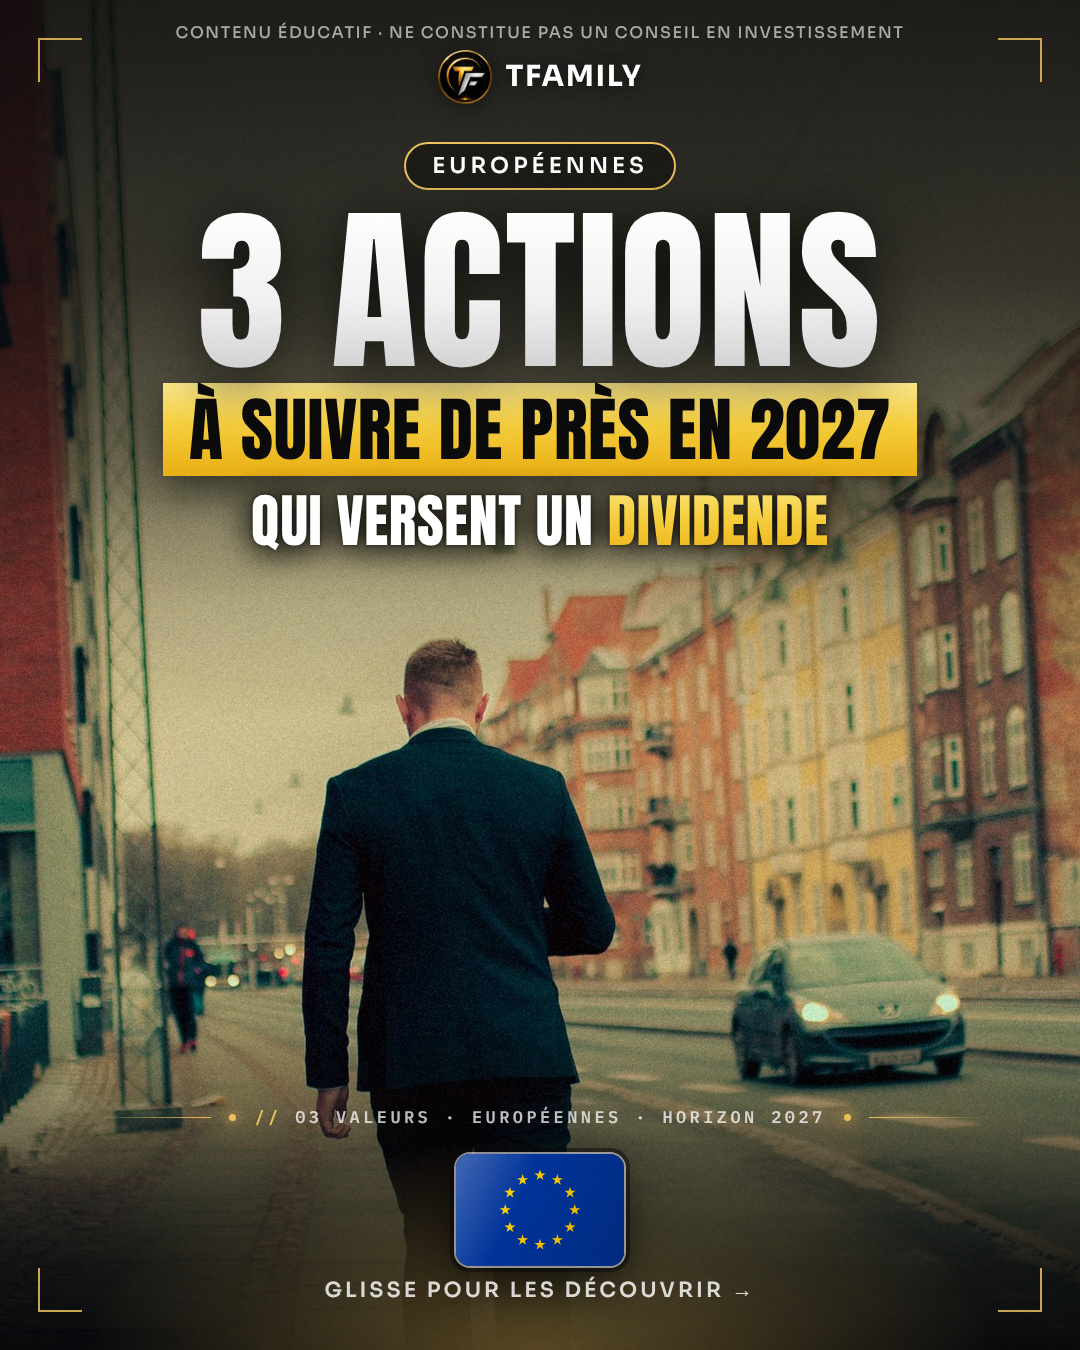 CONTENU ÉDUCATIF · NE CONSTITUE PAS UN CONSEIL EN INVESTISSEMENT
TF TFAMILY
EUROPÉENNES
3 ACTIONS
À SUIVRE DE PRÈS EN 2027
QUI VERSENT UN DIVIDENDE
// 03 VALEURS · EUROPÉENNES · HORIZON 2027
GLISSE POUR LES DÉCOUVRIR →